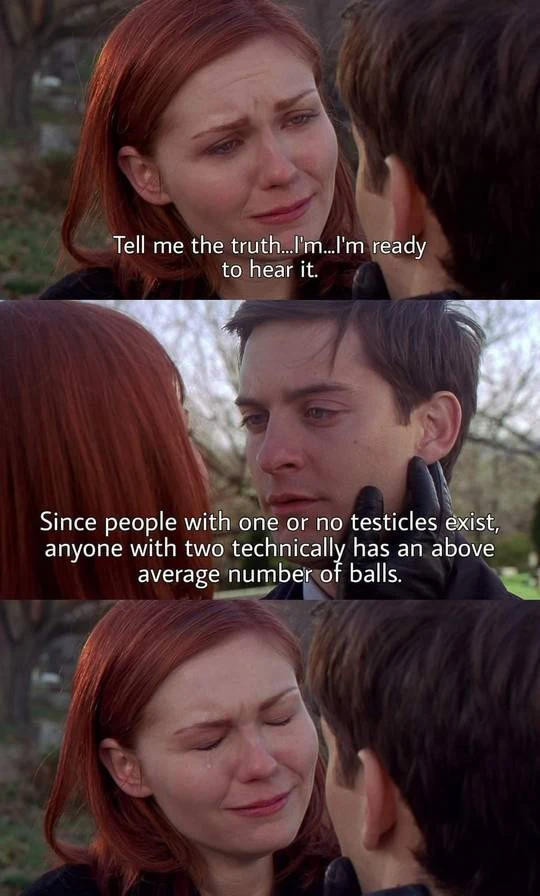 Tell me the truth...I'm...I'm ready
to hear it.
Since people with one or no testicles exist,
anyone with two technically has an above
average number of balls.